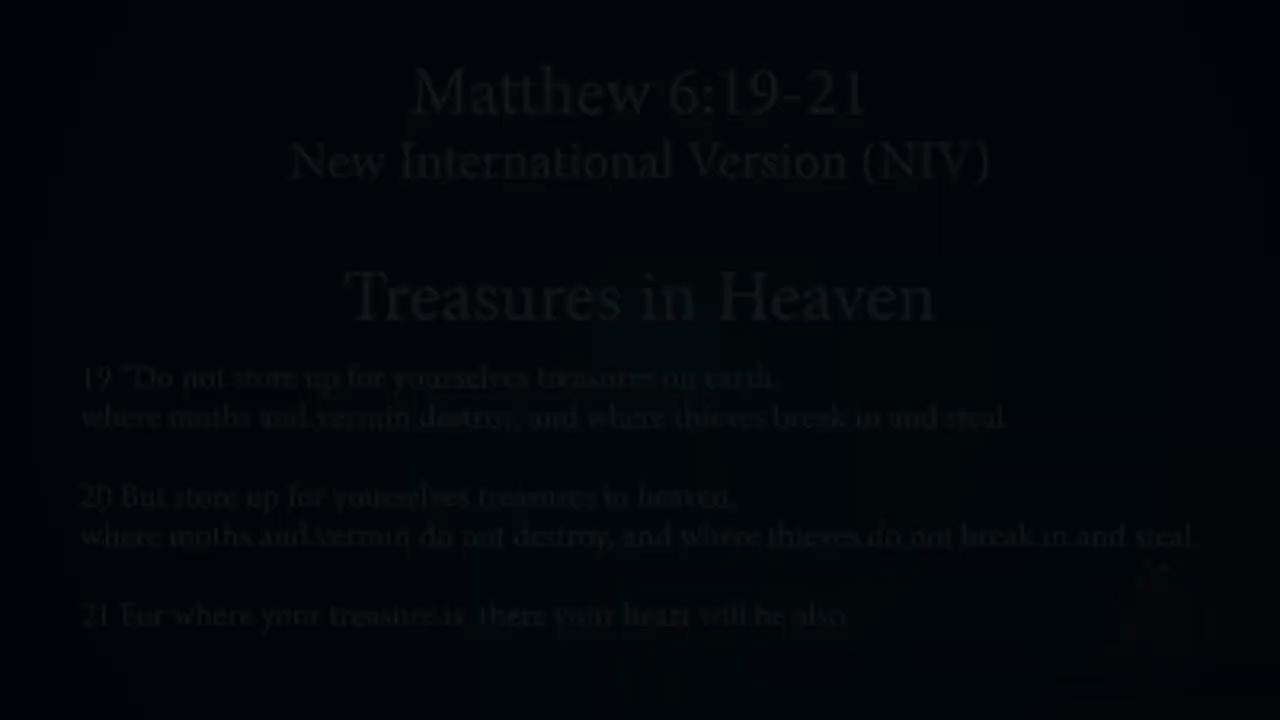 Matthew 6:19-21
New International Version (NIV)
Treasures in Heaven
19 "Do not store up for yourselves treasures on earth,
where moths and vermin destroy, and where thieves break in and steal.
20 But store up for yourselves treasures in heaven,
where moths and vermin do not destroy, and where thieves do not break in and steal.
21 For where your treasure is, there your heart will be also.